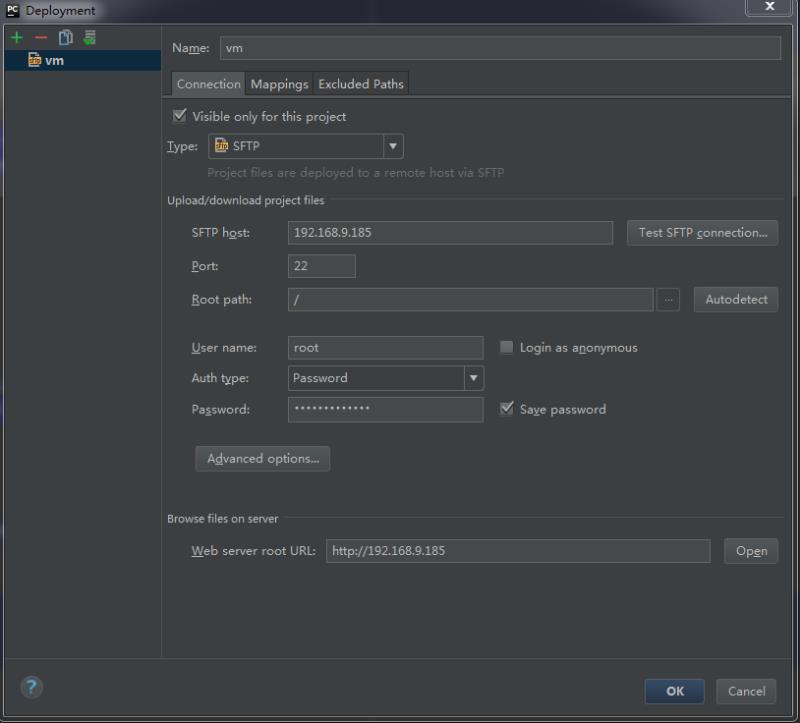 PC Deployment X
sftp vm
Name: vm
Connection Mappings Excluded Paths
Visible only for this project
Type: sftp SFTP
Project files are deployed to a remote host via SFTP
Upload/download project files
SFTP host: 192.168.9.185 Test SFTP connection...
Port: 22
Root path: / ... Autodetect
User name: root Login as anonymous
Auth type: Password
Password: ••••••••••••• Save password
Advanced options...
Browse files on server
Web server root URL: http://192.168.9.185 Open
? OK Cancel